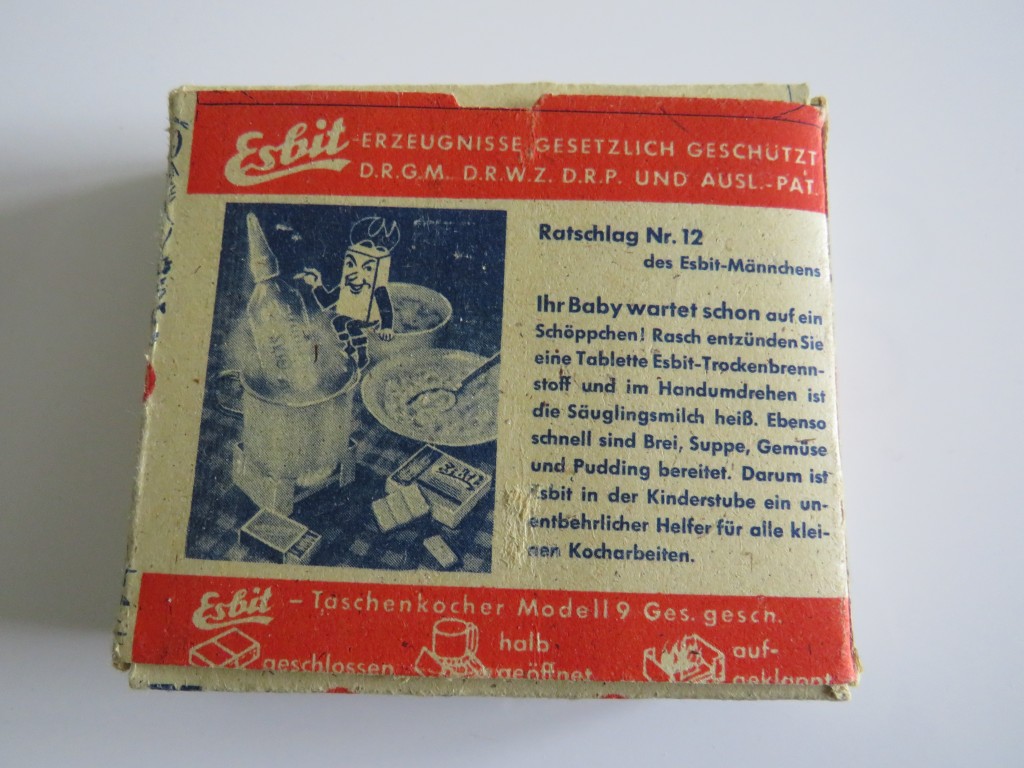 Esbit-ERZEUGNISSE GESETZLICH GESCHÜTZT
D.R.G.M. D.R.W.Z. D.R.P. UND AUSL.-PAT.
Ratschlag Nr. 12
des Esbit-Männchens
Ihr Baby wartet schon auf ein
Schöppchen! Rasch entzünden Sie
eine Tablette Esbit-Trockenbrenn-
stoff und im Handumdrehen ist
die Säuglingsmilch heiß. Ebenso
schnell sind Brei, Suppe, Gemüse
und Pudding bereitet. Darum ist
Esbit in der Kinderstube ein un-
entbehrlicher Helfer für alle klei-
nen Kocharbeiten.
Esbit
Esbit – Taschenkocher Modell 9 Ges. gesch.
geschlossen
halb
geöffnet
auf-
geklappt